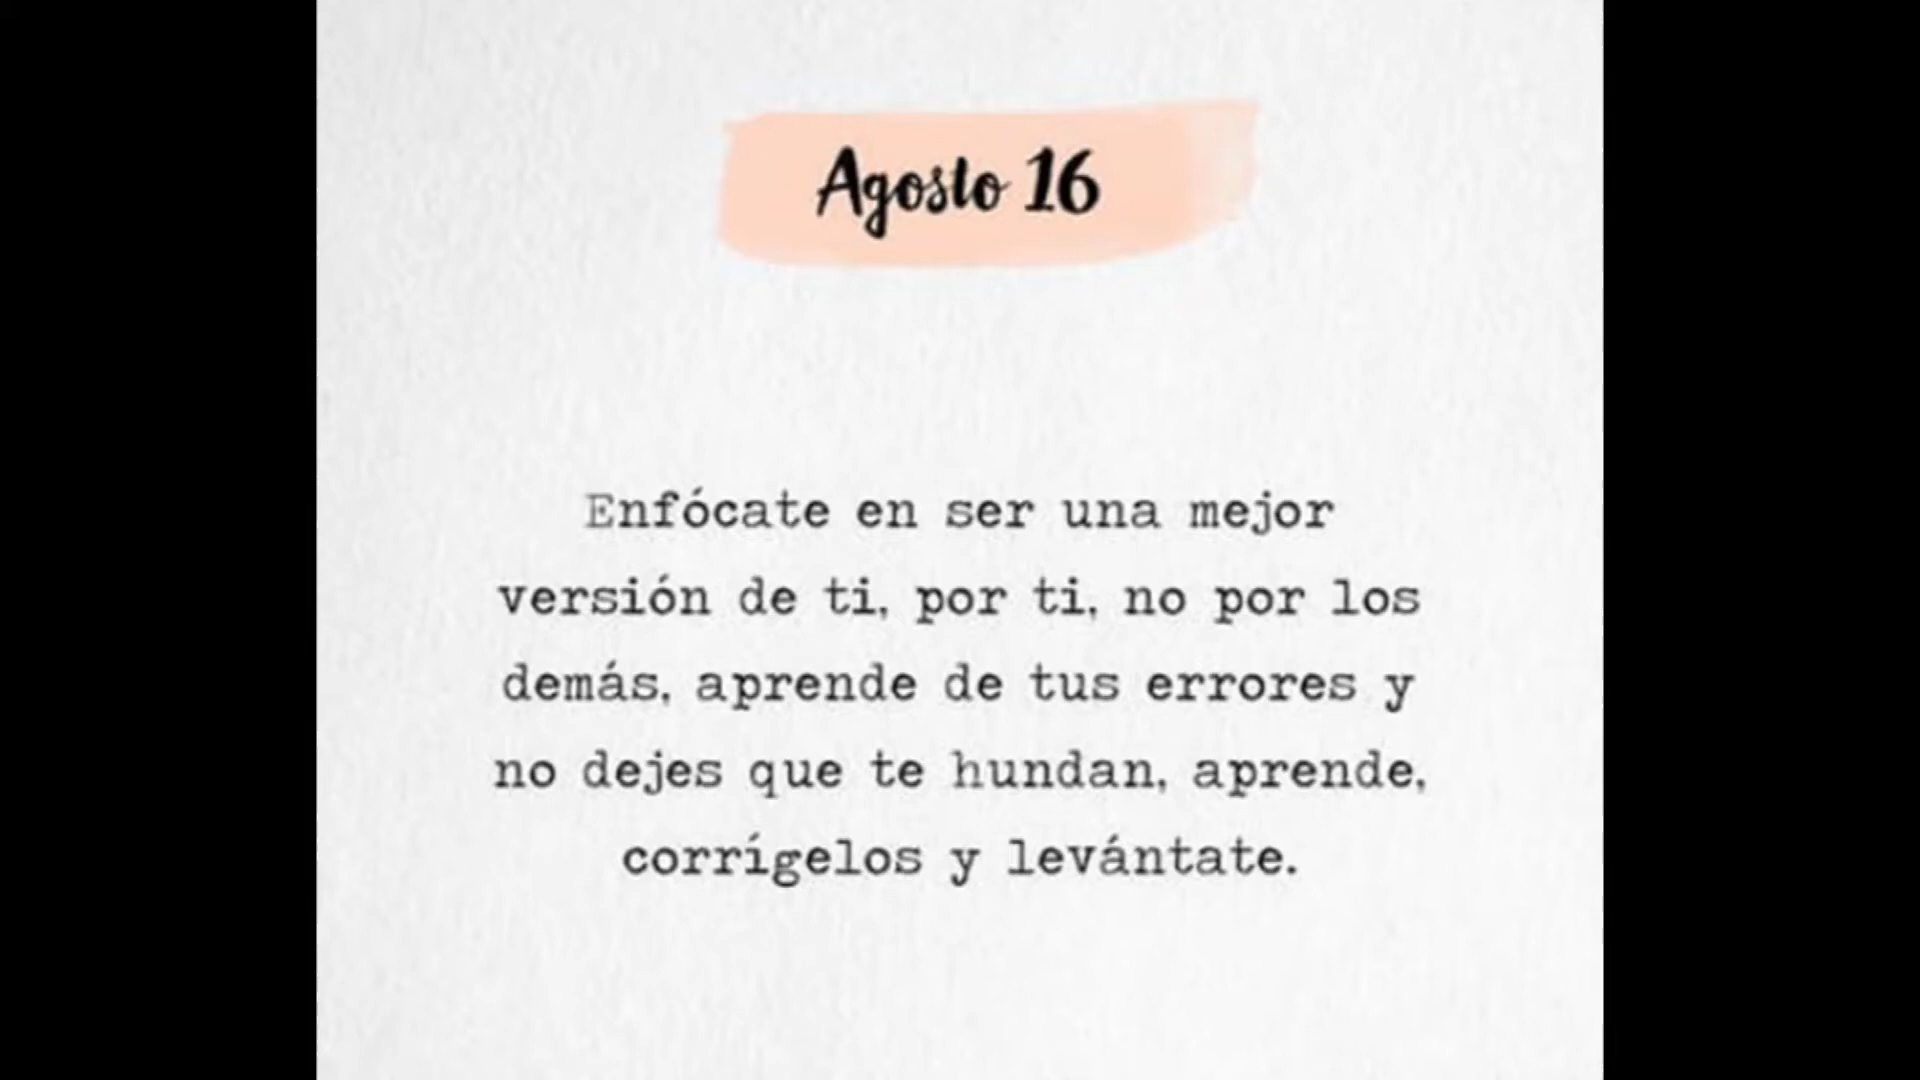 Agosto 16
Enfócate en ser una mejor
versión de ti, por ti, no por los
demás, aprende de tus errores y
no dejes que te hundan, aprende,
corrígelos y levántate.